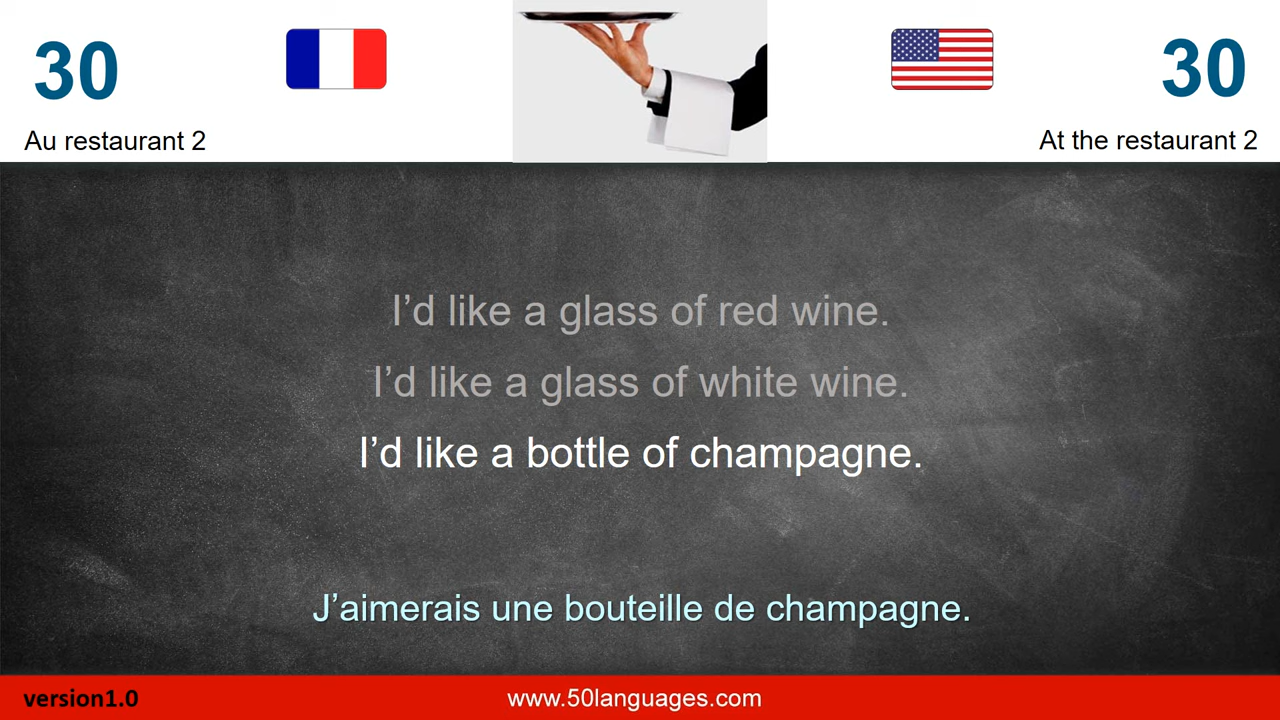 30
30
Au restaurant 2
At the restaurant 2
I’d like a glass of red wine.
I’d like a glass of white wine.
I’d like a bottle of champagne.
J’aimerais une bouteille de champagne.
version1.0
www.50languages.com